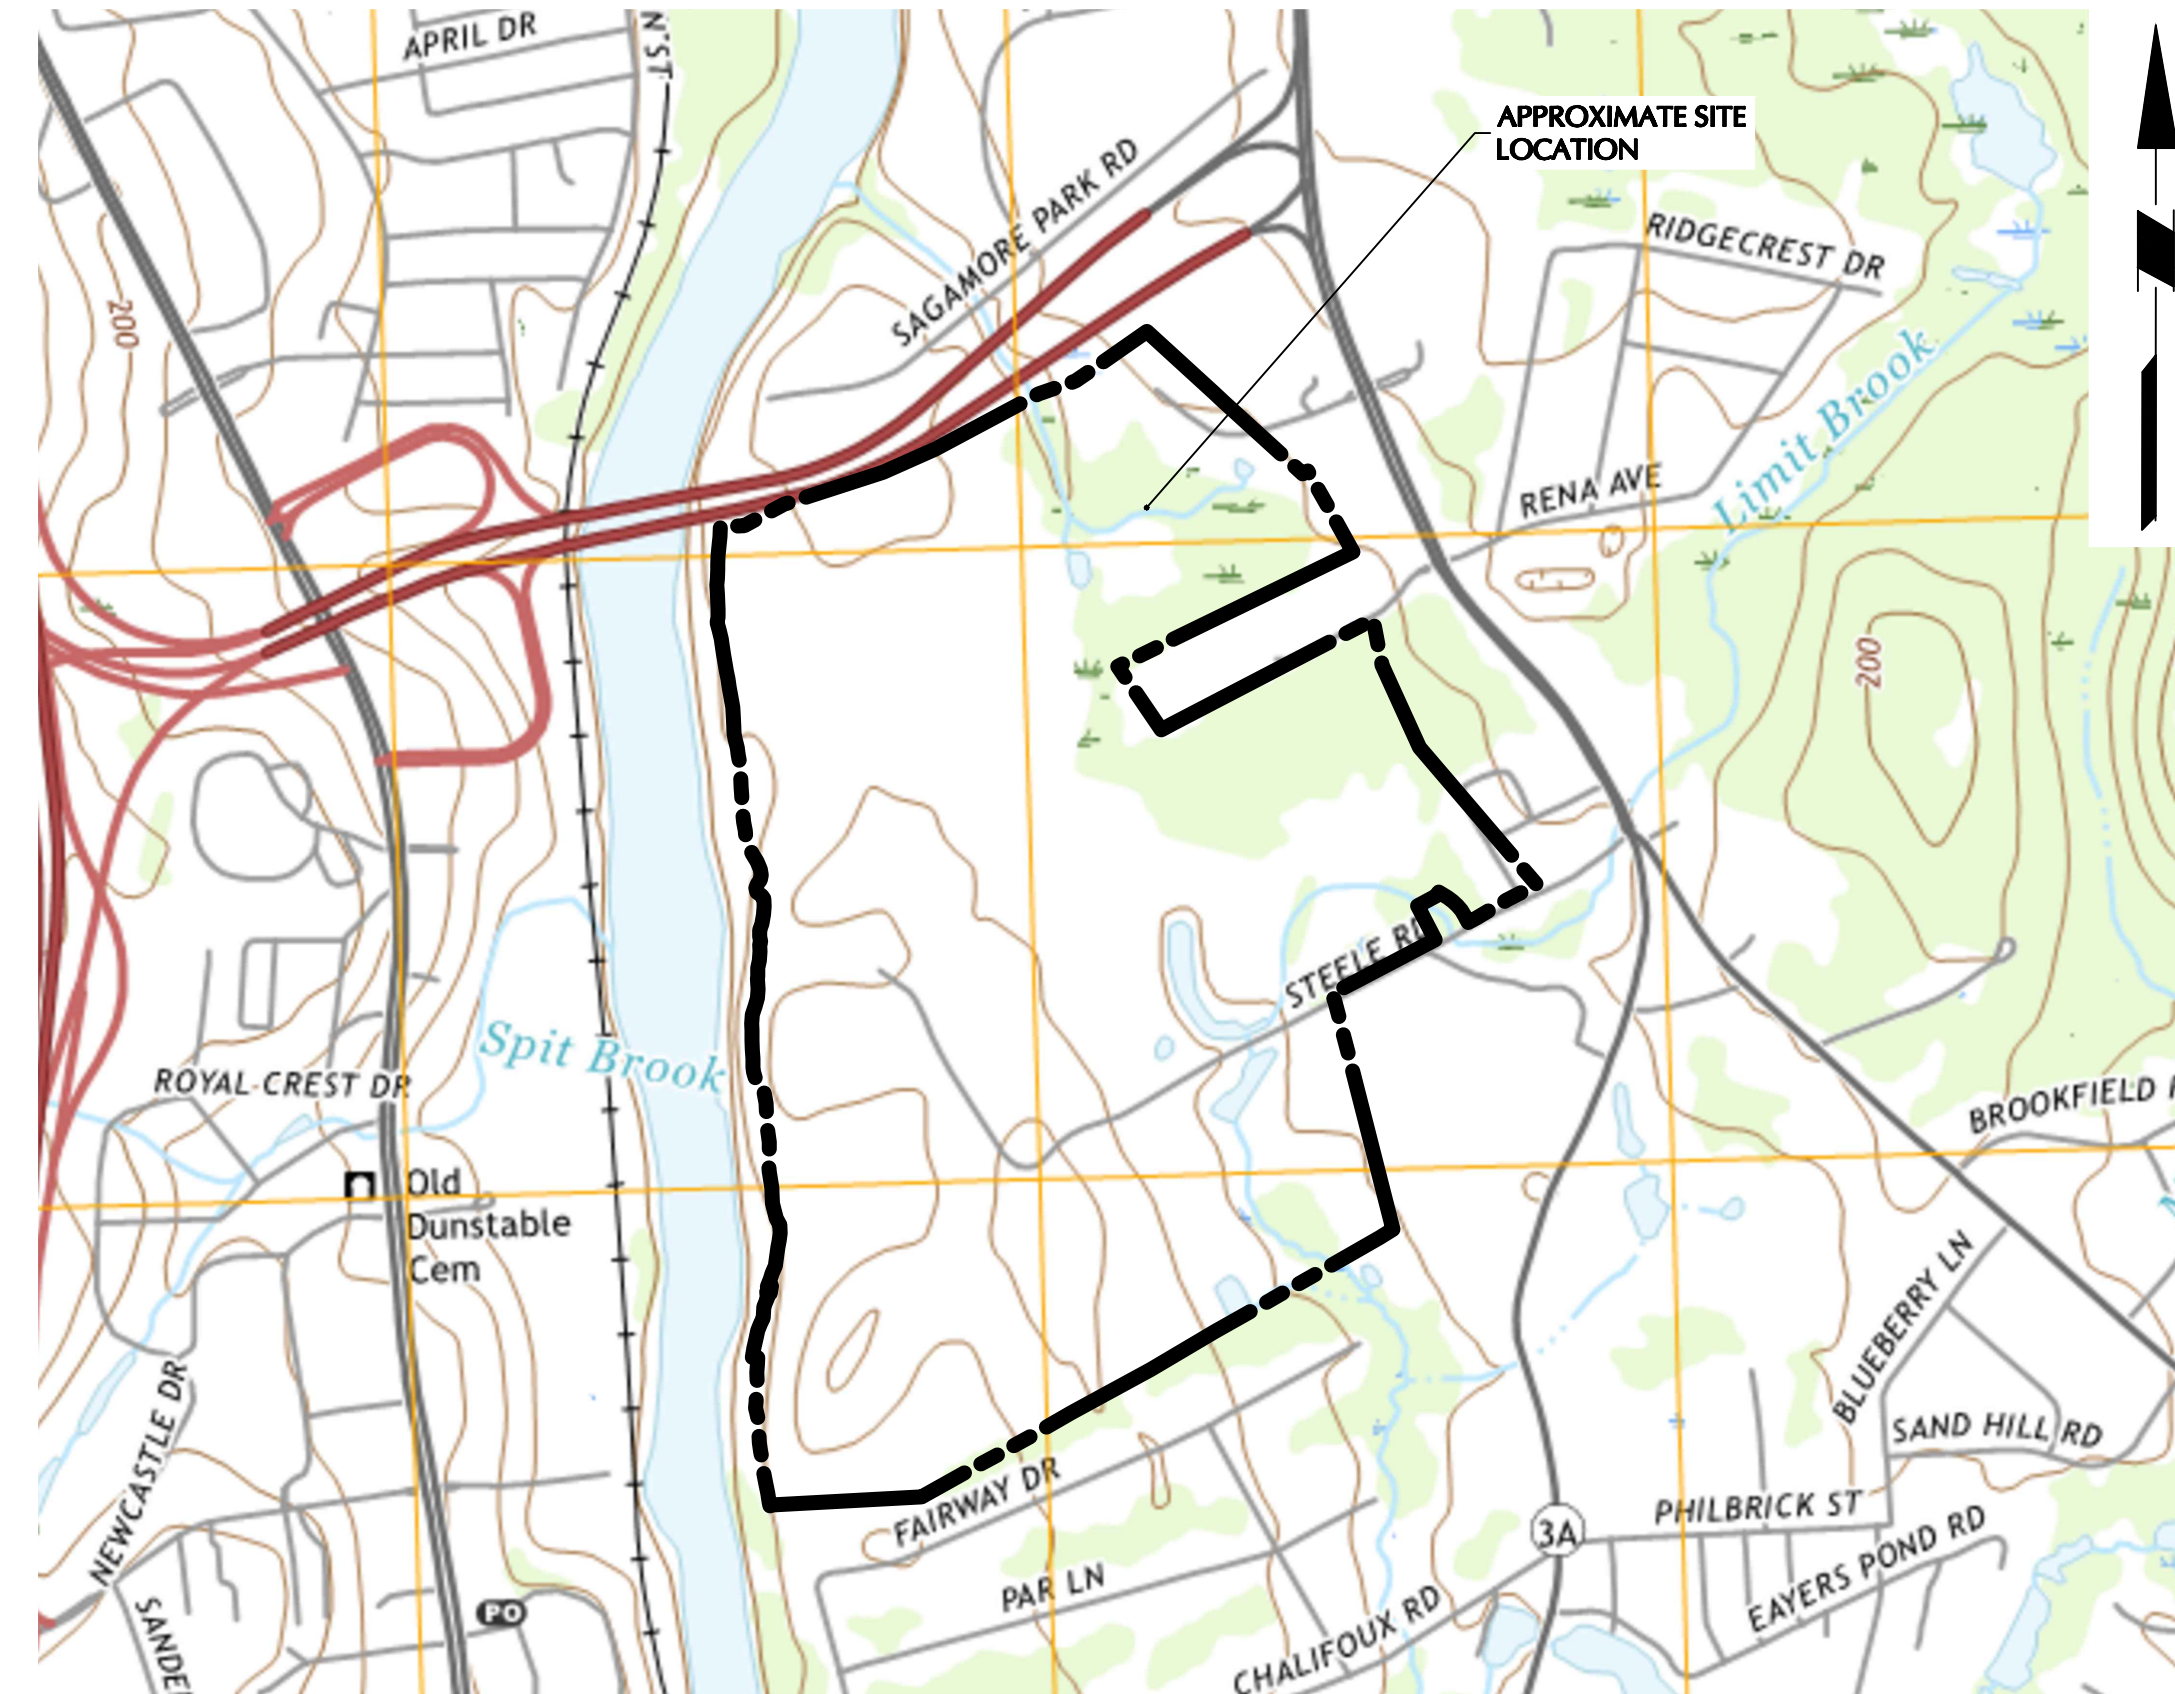 APRIL DR
N'ST
APPROXIMATE SITE
LOCATION
SAGAMORE PARK RD
RIDGECREST DR
200
Limit Brook
RENA AVE
200
STEELE RD
Spit Brook
ROYAL CREST DR
BROOKFIELD
Old
Dunstable
Cem
BLUEBERRY LN
NEWCASTLE DR
SAND HILL RD
FAIRWAY DR
PHILBRICK ST
3A
EAYERS POND RD
PAR LN
PO
CHALIFOUX RD
SANDE